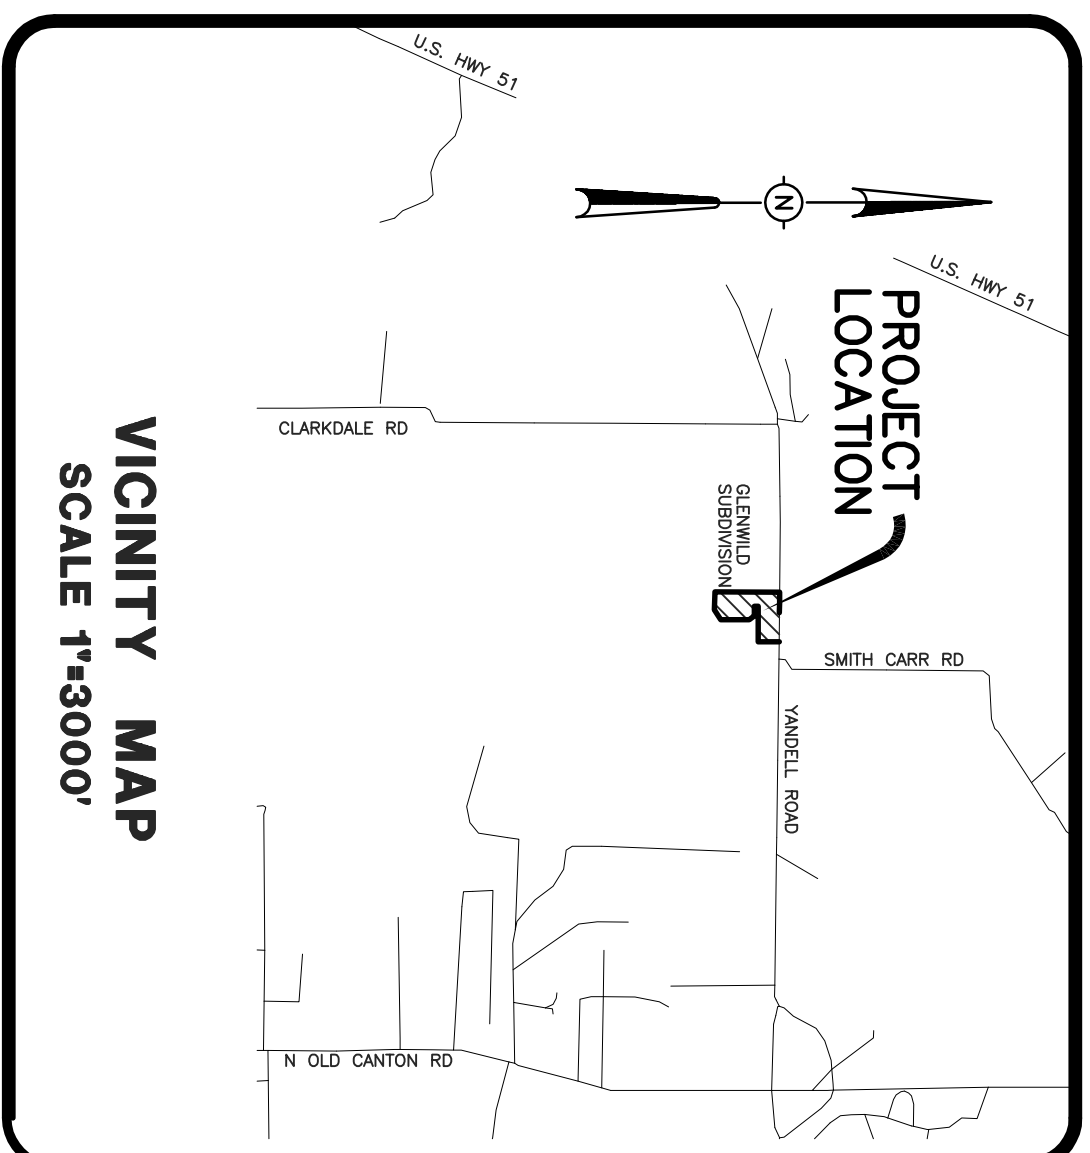 U.S. HWY 51
U.S. HWY 51
N
PROJECT
LOCATION
CLARKDALE RD
GLENWILD
SUBDIVISION
SMITH CARR RD
YANDELL ROAD
N OLD CANTON RD
VICINITY MAP
SCALE 1"=3000'